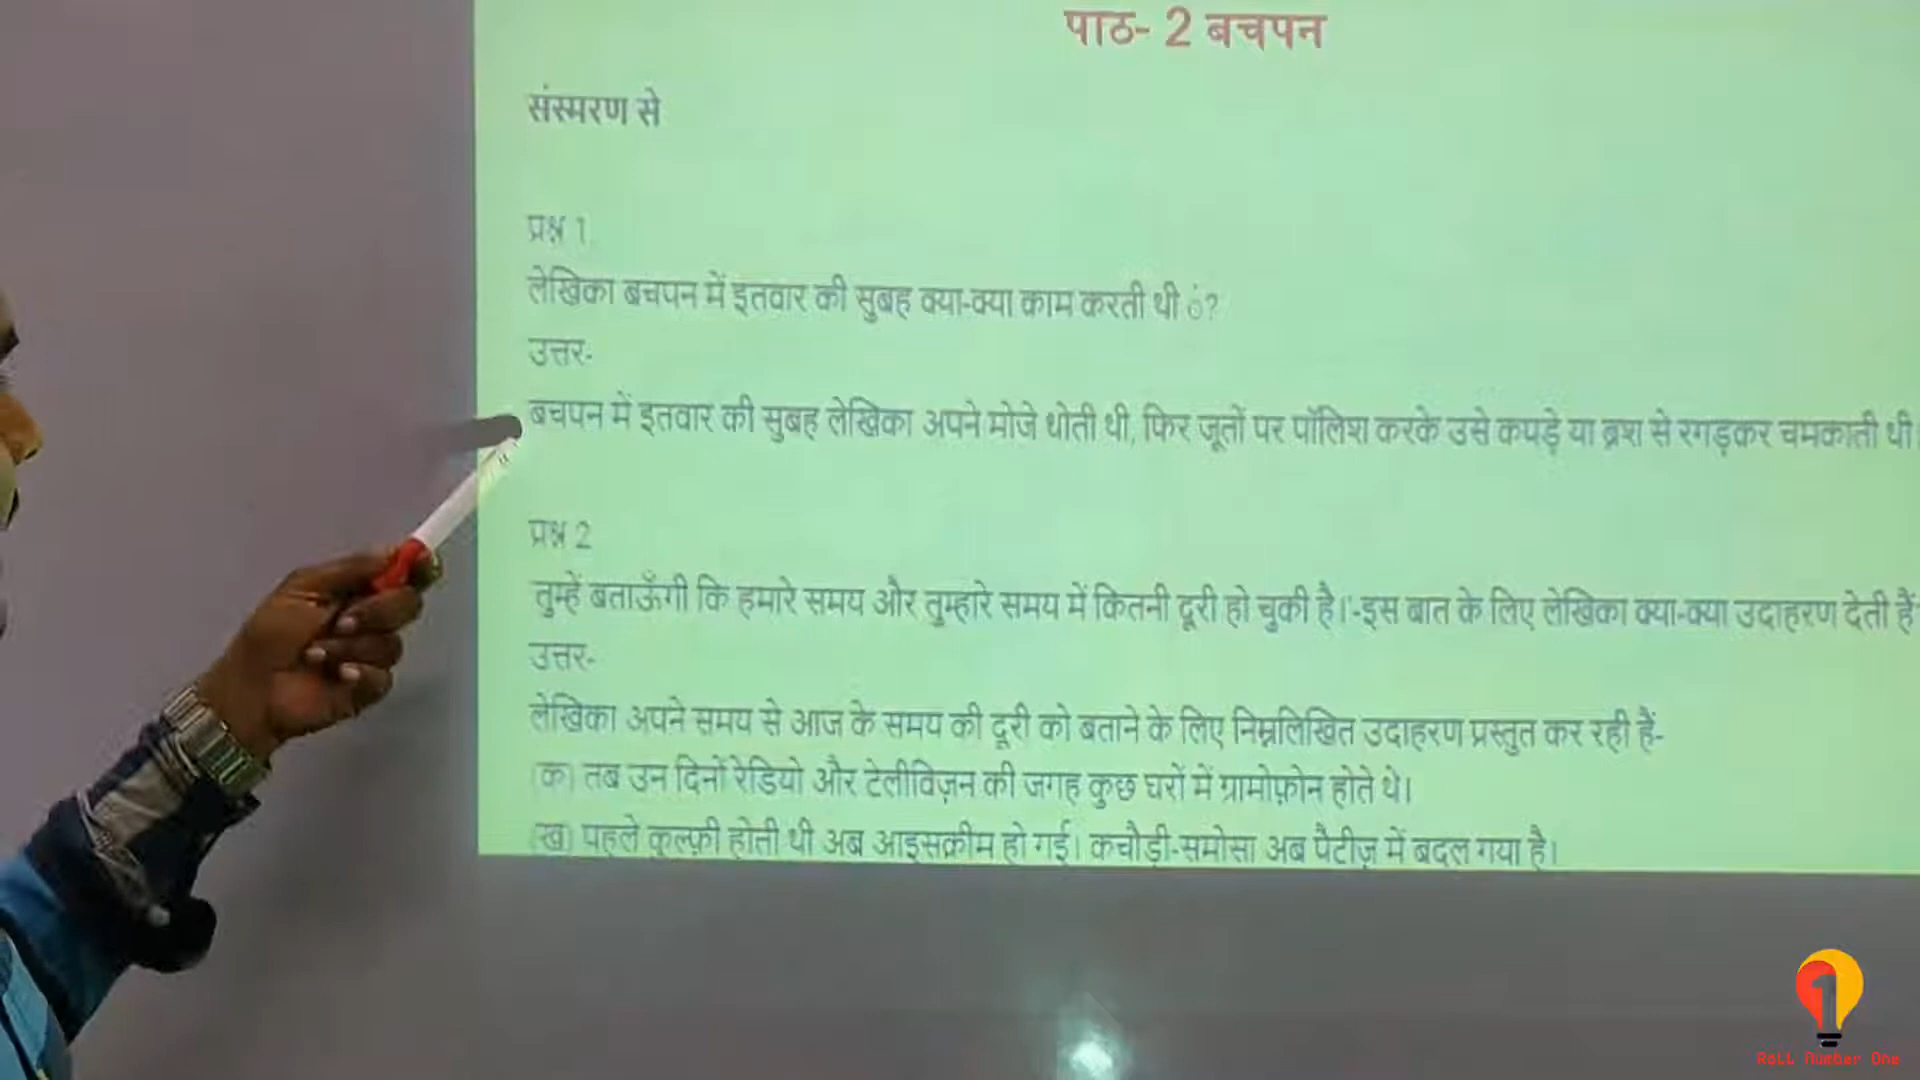 पाठ- 2 बचपन
संस्मरण से
प्रश्न 1
लेखिका बचपन में इतवार की सुबह क्या-क्या काम करती थी ं?
उत्तर-
बचपन में इतवार की सुबह लेखिका अपने मोजे धोती थी, फिर जूतों पर पॉलिश करके उसे कपड़े या ब्रश से रगड़कर चमकाती थी।
प्रश्न 2
तुम्हें बताऊँगी कि हमारे समय और तुम्हारे समय में कितनी दूरी हो चुकी है।'-इस बात के लिए लेखिका क्या-क्या उदाहरण देती हैं
उत्तर-
लेखिका अपने समय से आज के समय की दूरी को बताने के लिए निम्नलिखित उदाहरण प्रस्तुत कर रही हैं-
(क) तब उन दिनों रेडियो और टेलीविज़न की जगह कुछ घरों में ग्रामोफ़ोन होते थे।
(ख) पहले कुल्फ़ी होती थी अब आइसक्रीम हो गई। कचौड़ी-समोसा अब पैटीज़ में बदल गया है।
1
Roll Number One